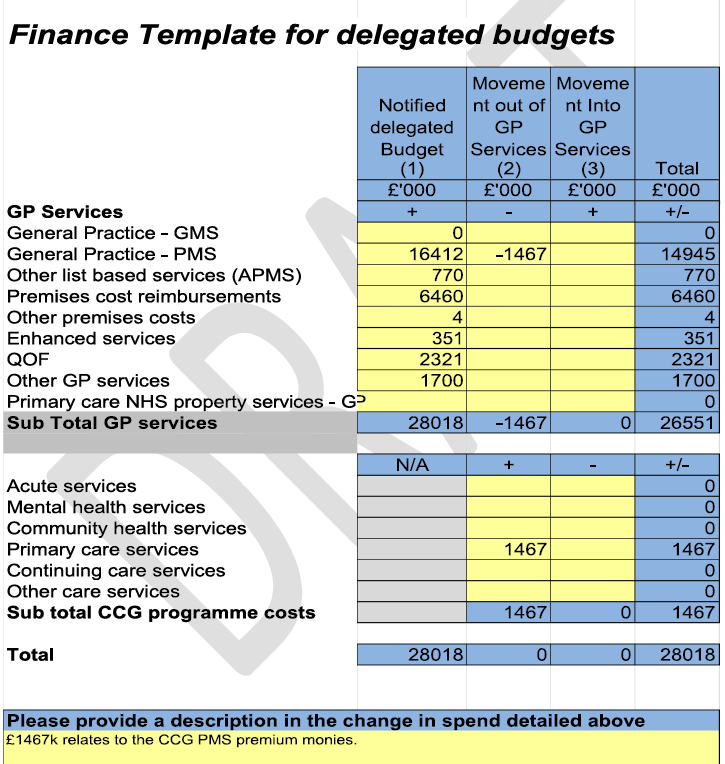 Finance Template for delegated budgets
Notified delegated Budget (1) Moveme nt out of GP Services (2) Moveme nt Into GP Services (3) Total
£'000 £'000 £'000 £'000
GP Services + - + +/-
General Practice - GMS 0 0
General Practice - PMS 16412 -1467 14945
Other list based services (APMS) 770 770
Premises cost reimbursements 6460 6460
Other premises costs 4 4
Enhanced services 351 351
QOF 2321 2321
Other GP services 1700 1700
Primary care NHS property services - GP 0
Sub Total GP services 28018 -1467 0 26551
N/A + - +/-
Acute services 0
Mental health services 0
Community health services 0
Primary care services 1467 1467
Continuing care services 0
Other care services 0
Sub total CCG programme costs 1467 0 1467
Total 28018 0 0 28018
Please provide a description in the change in spend detailed above
£1467k relates to the CCG PMS premium monies.
DRAFT